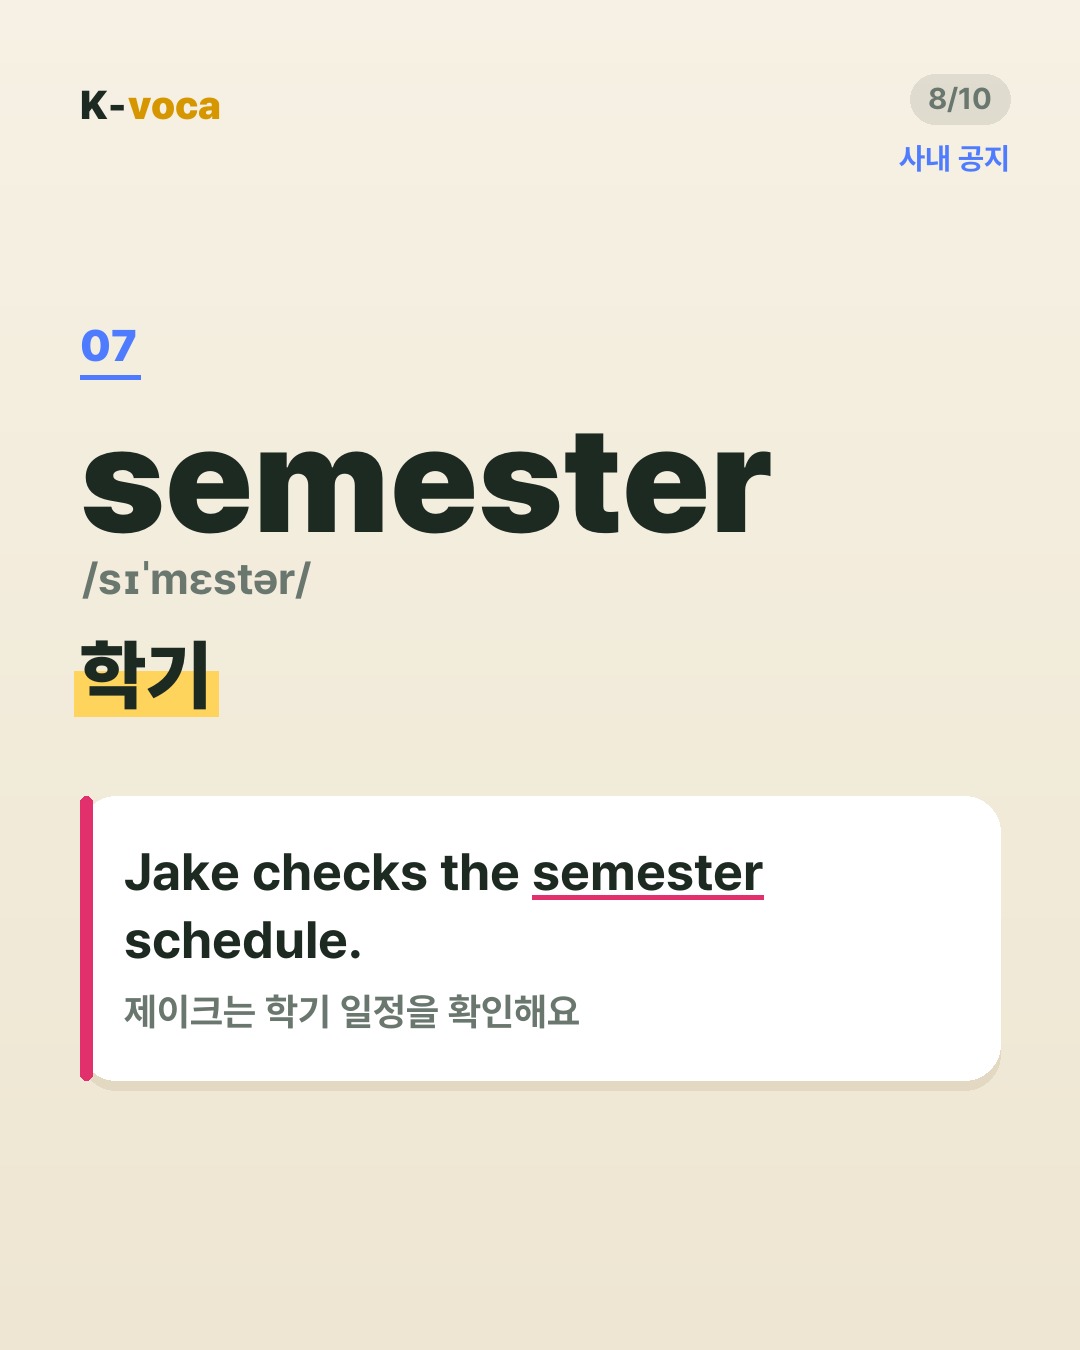 K-voca
8/10
사내 공지
07
semester
/sɪˈmɛstər/
학기
Jake checks the semester
schedule.
제이크는 학기 일정을 확인해요